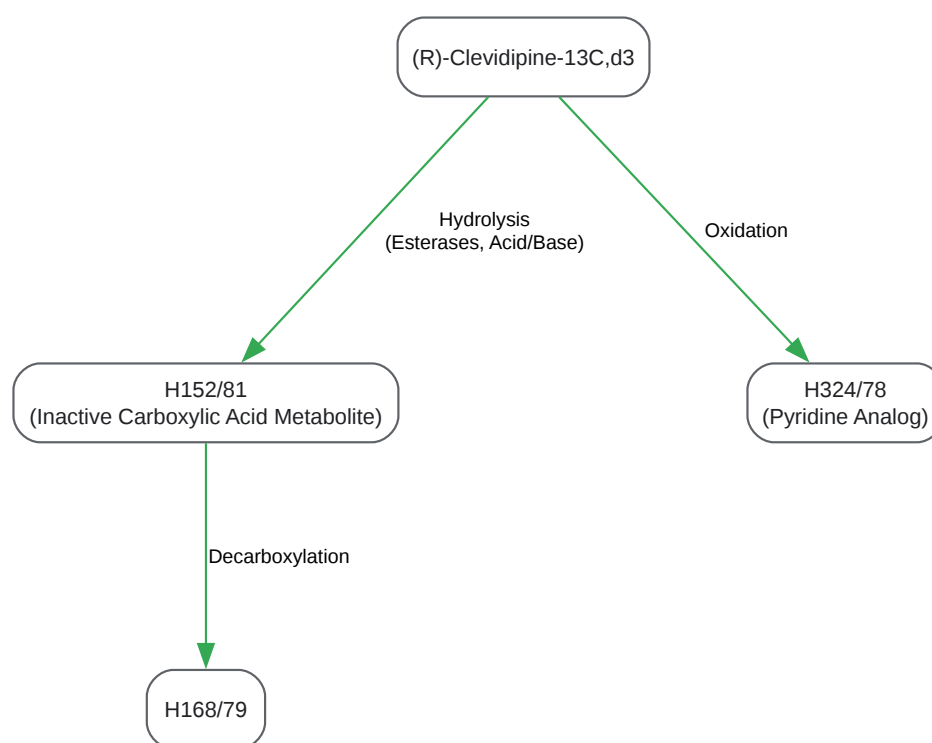 (R)-Clevidipine-13C,d3
Hydrolysis
(Esterases, Acid/Base)
Oxidation
H152/81
(Inactive Carboxylic Acid Metabolite)
H324/78
(Pyridine Analog)
Decarboxylation
H168/79